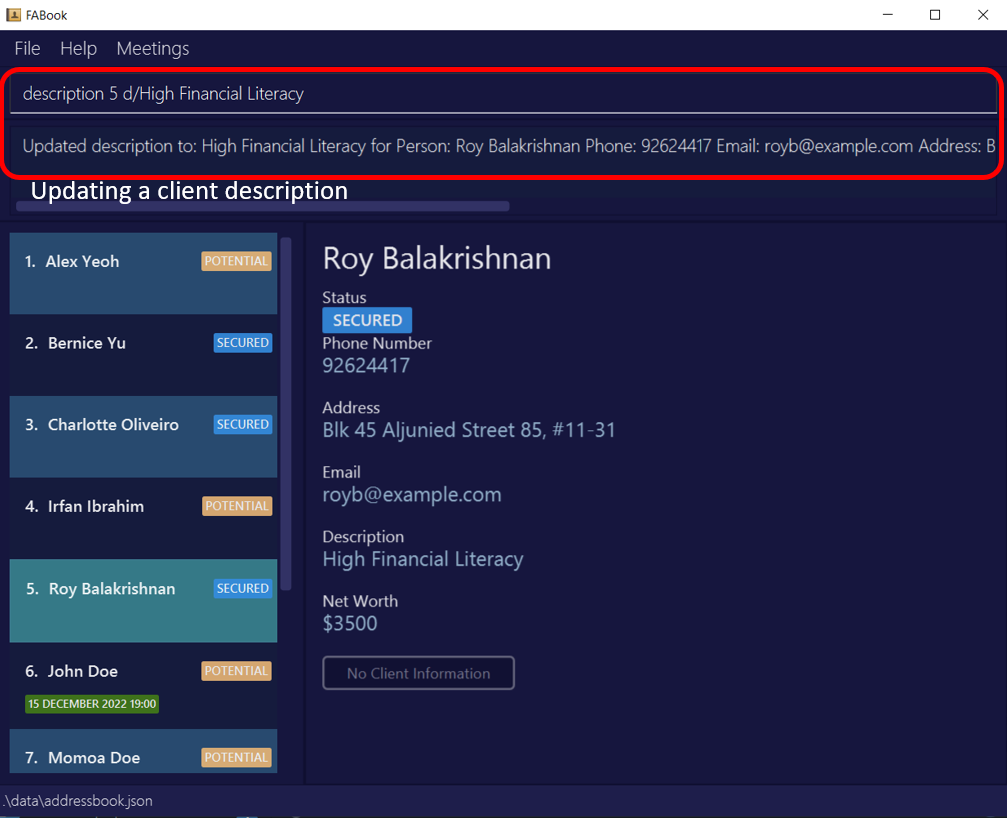 FABook
File Help Meetings
description 5 d/High Financial Literacy
Updated description to: High Financial Literacy for Person: Roy Balakrishnan Phone: 92624417 Email: royb@example.com Address: B
Updating a client description
1. Alex Yeoh POTENTIAL
2. Bernice Yu SECURED
3. Charlotte Oliveiro SECURED
4. Irfan Ibrahim POTENTIAL
5. Roy Balakrishnan SECURED
6. John Doe POTENTIAL
15 DECEMBER 2022 19:00
7. Momoa Doe POTENTIAL
Roy Balakrishnan
Status
SECURED
Phone Number
92624417
Address
Blk 45 Aljunied Street 85, #11-31
Email
royb@example.com
Description
High Financial Literacy
Net Worth
$3500
No Client Information
.\data\addressbook.json